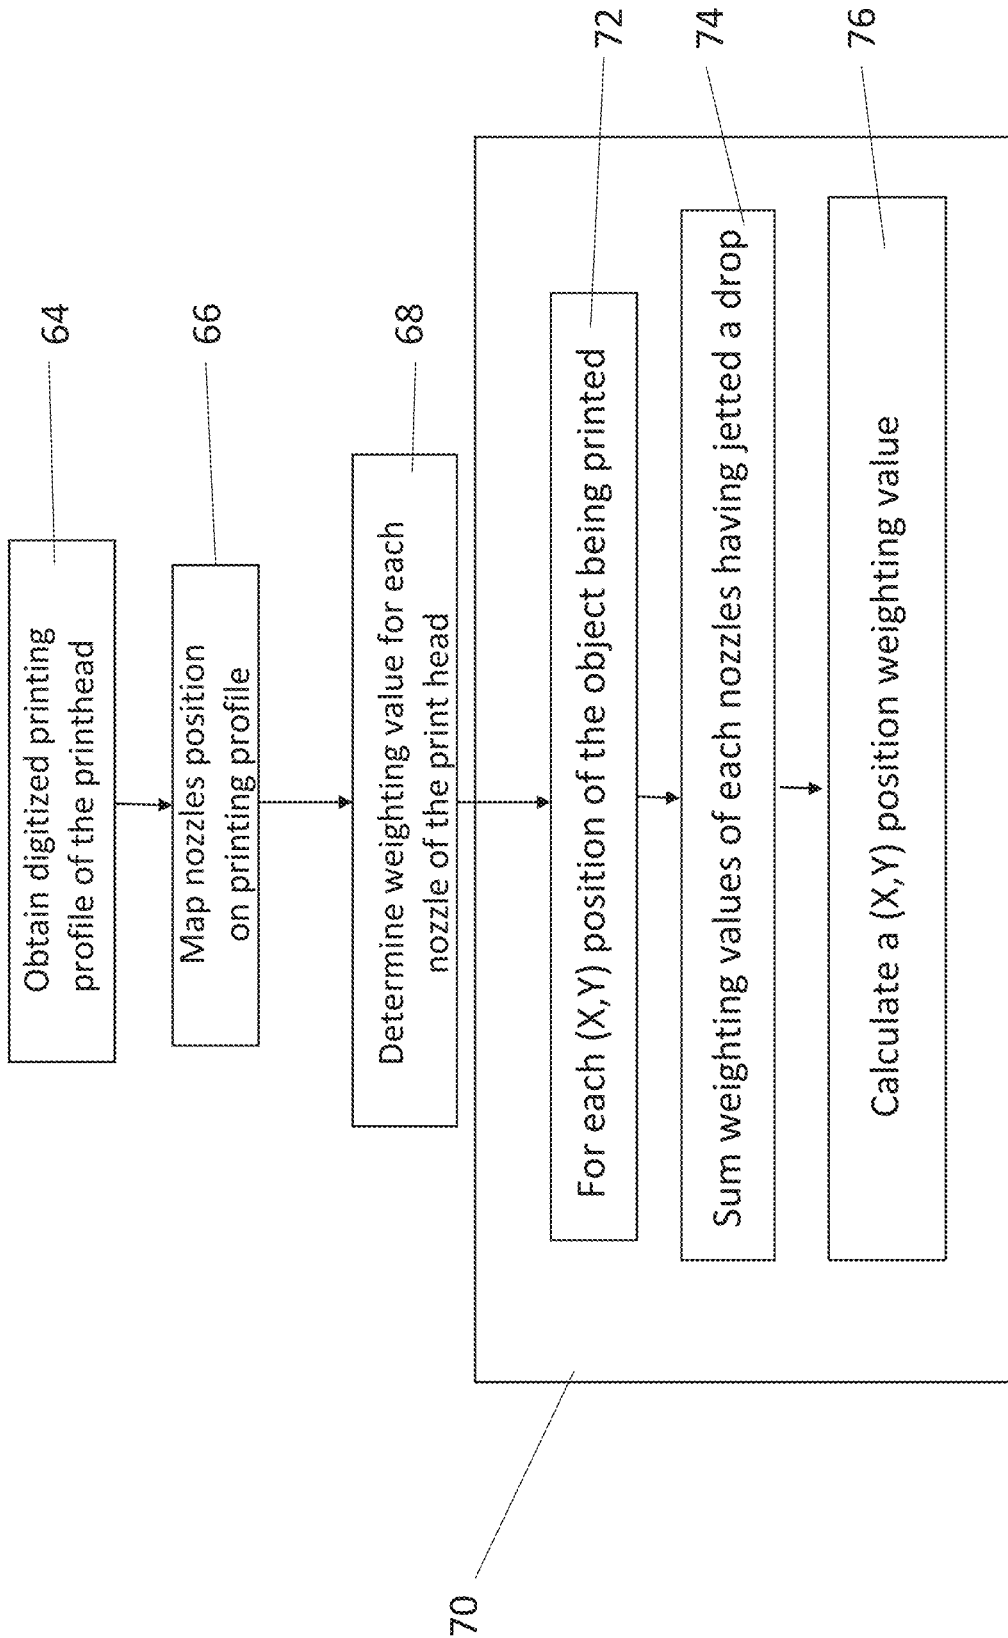 Obtain digitized printing
profile of the printhead
64
Map nozzles position
on printing profile
66
Determine weighting value for each
nozzle of the print head
68
70
For each (X,Y) position of the object being printed
72
Sum weighting values of each nozzles having jetted a drop
74
Calculate a (X,Y) position weighting value
76